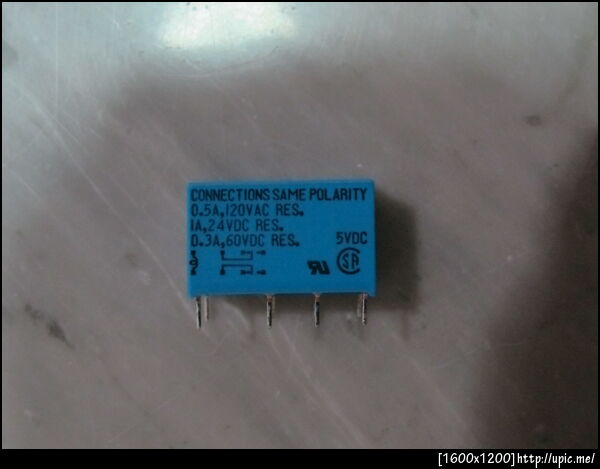 CONNECTIONS SAME POLARITY
0.5A,120VAC RES.
1A,24VDC RES.
0.3A,60VDC RES.
5VDC
[1600x1200]http://upic.me/